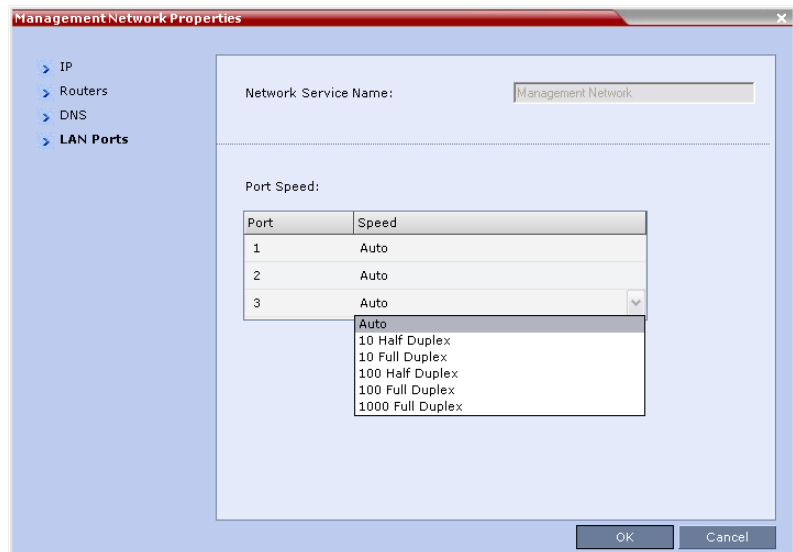 Management Network Properties
IP
Routers
DNS
LAN Ports
Network Service Name: Management Network
Port Speed:
Port Speed
1 Auto
2 Auto
3 Auto
Auto
10 Half Duplex
10 Full Duplex
100 Half Duplex
100 Full Duplex
1000 Full Duplex
OK Cancel